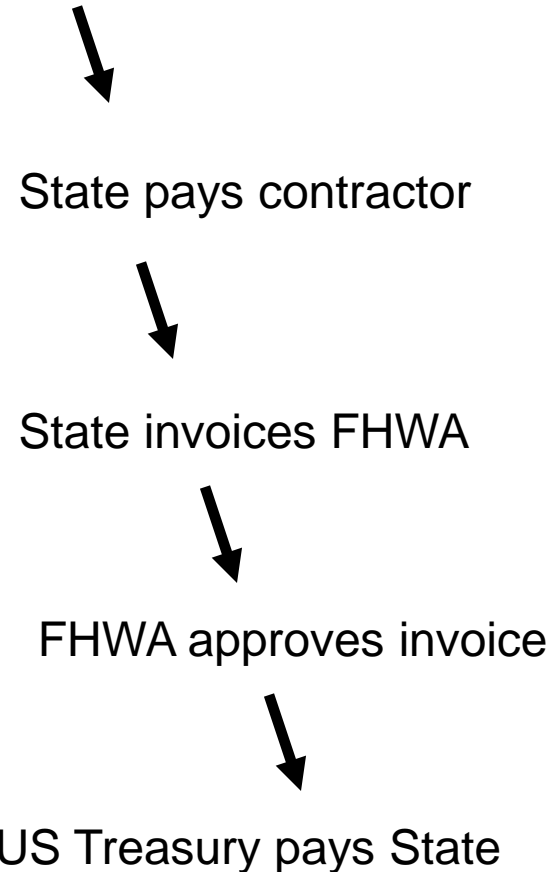 State pays contractor
State invoices FHWA
FHWA approves invoice
US Treasury pays State